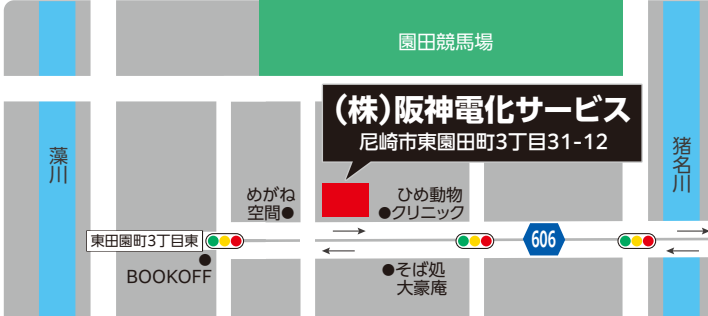 園田競馬場
(株)阪神電化サービス
尼崎市東園田町3丁目31-12
藻川
猪名川
めがね
空間●
ひめ動物
●クリニック
東田園町3丁目東
606
BOOKOFF
●そば処
大豪庵